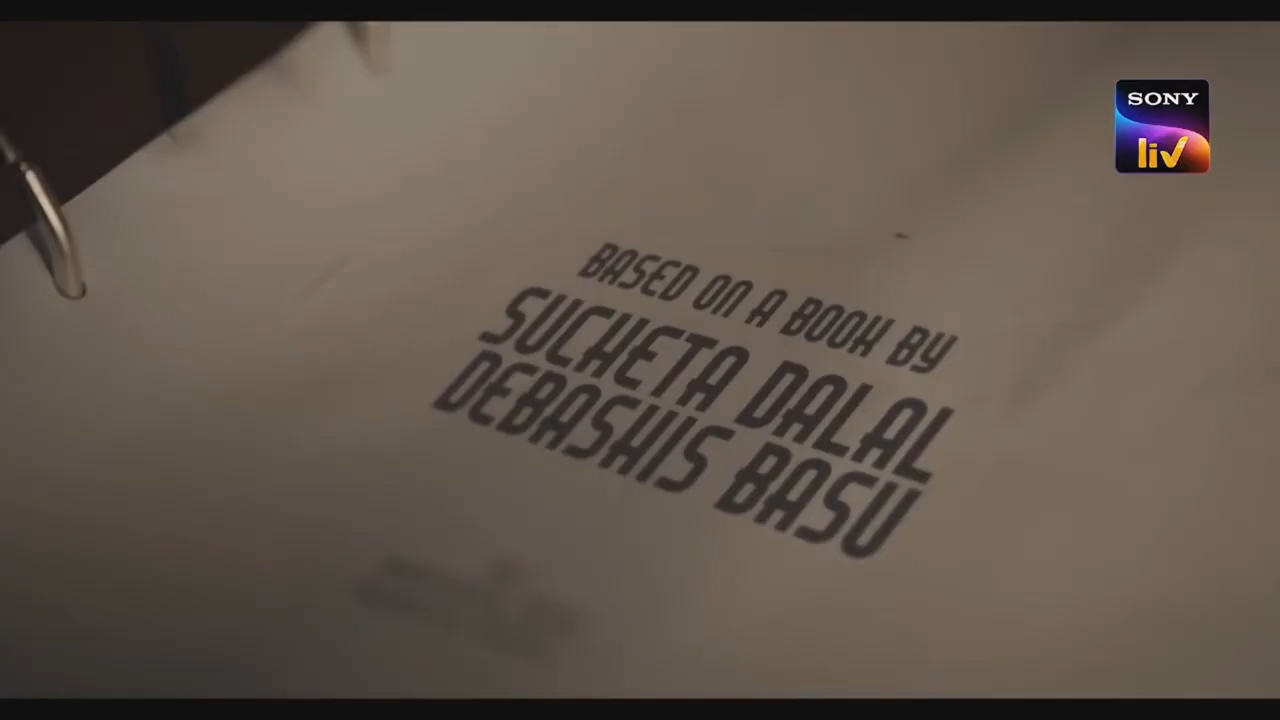 SONY
liv
BASED ON A BOOK BY
SUCHETA DALAL
DEBASHIS BASU